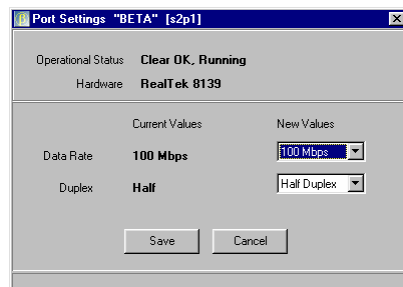 Port Settings "BETA" [s2p1]
Operational Status Clear OK, Running
Hardware RealTek 8139
Current Values New Values
Data Rate 100 Mbps 100 Mbps
Duplex Half Half Duplex
Save Cancel